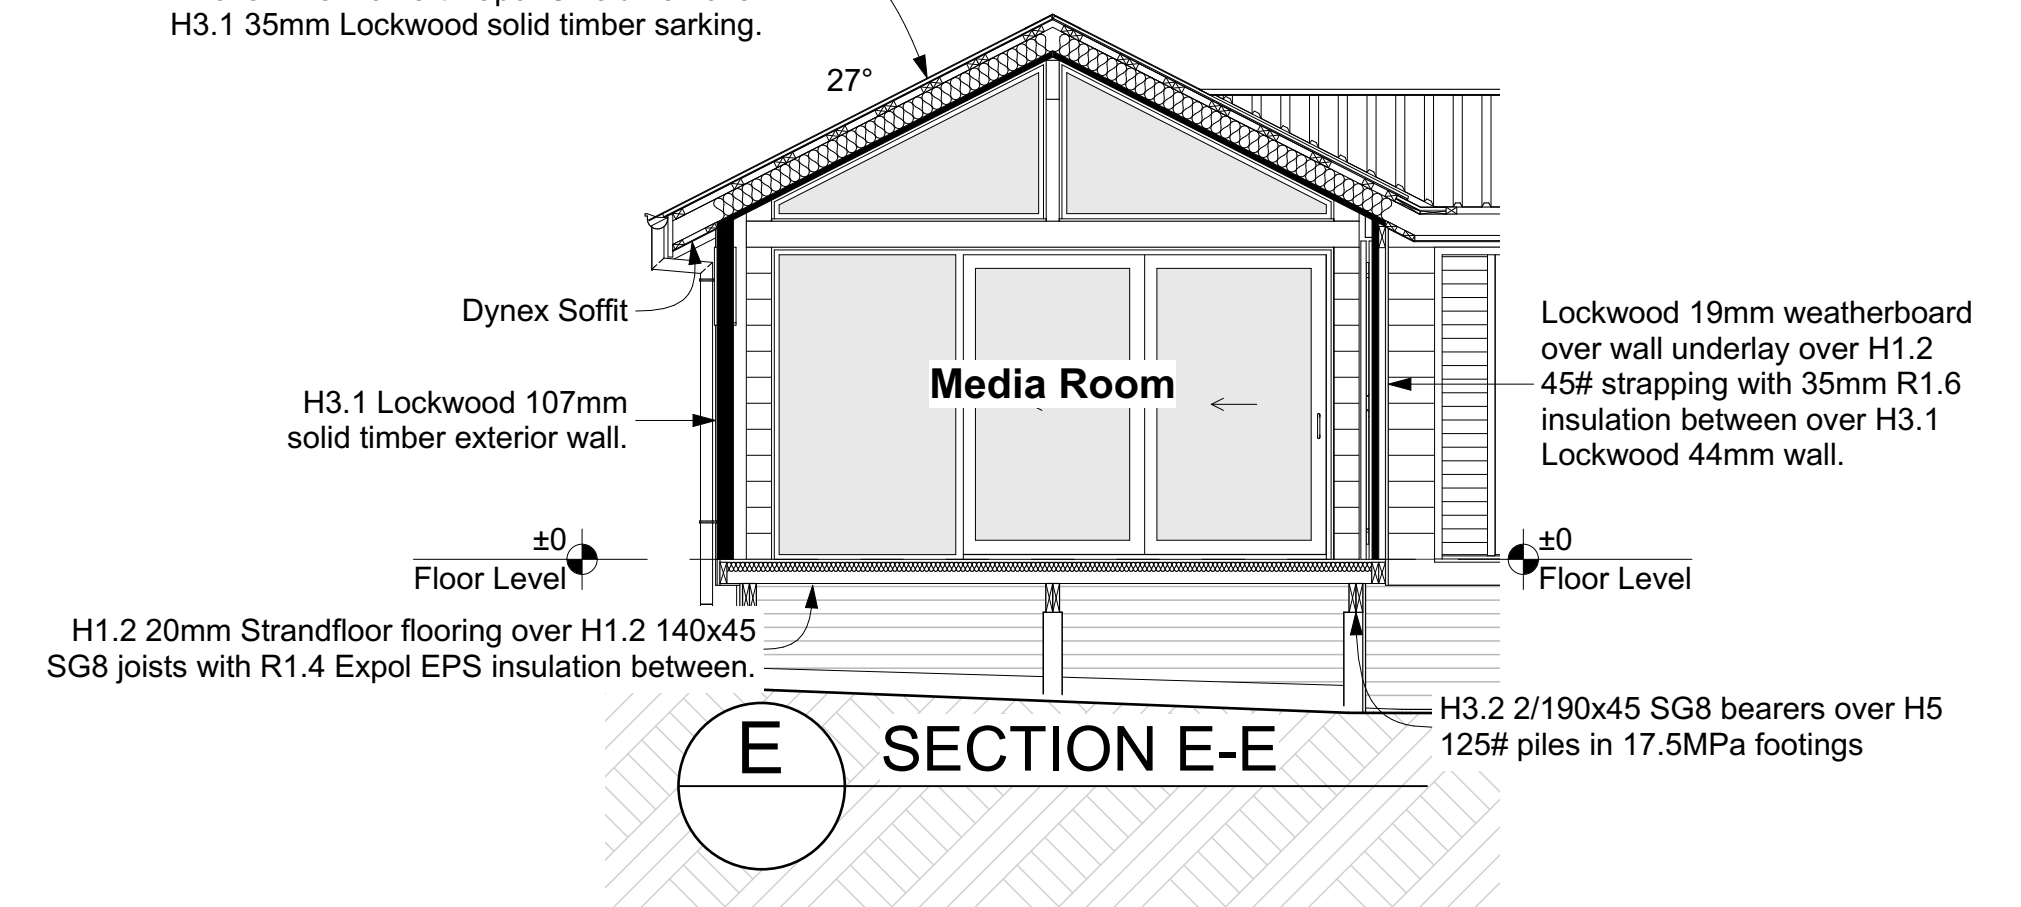 H3.1 35mm Lockwood solid timber sarking.
27°
Dynex Soffit
H3.1 Lockwood 107mm
solid timber exterior wall.
Media Room
Lockwood 19mm weatherboard
over wall underlay over H1.2
45# strapping with 35mm R1.6
insulation between over H3.1
Lockwood 44mm wall.
±0
Floor Level
±0
Floor Level
H1.2 20mm Strandfloor flooring over H1.2 140x45
SG8 joists with R1.4 Expol EPS insulation between.
H3.2 2/190x45 SG8 bearers over H5
125# piles in 17.5MPa footings
E
SECTION E-E